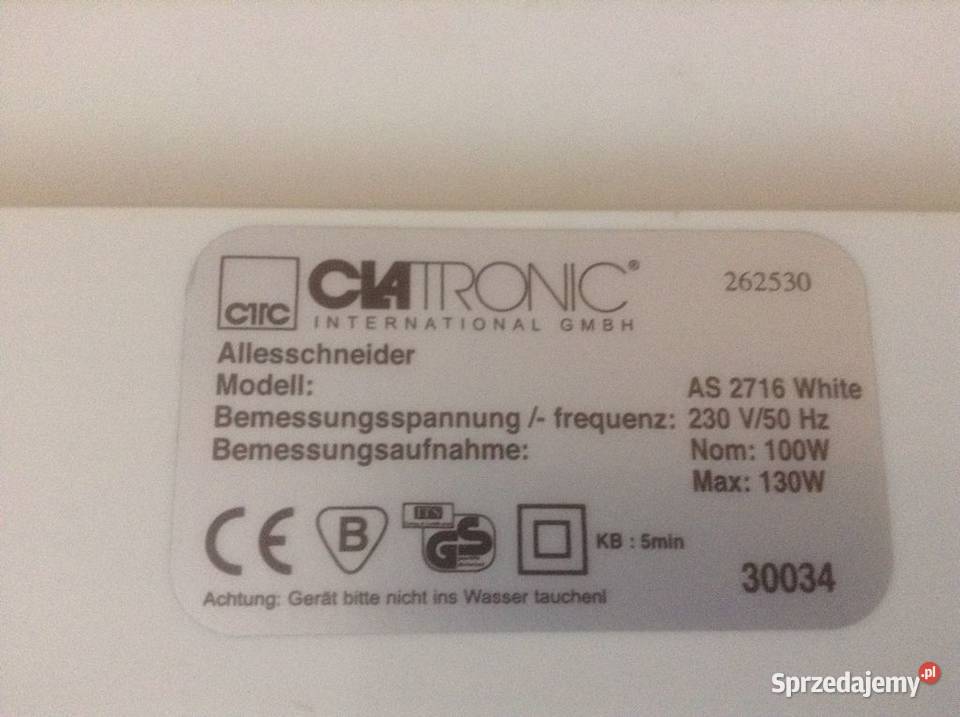 CTC CLATRONIC® 262530
INTERNATIONAL GMBH
Allesschneider
Modell: AS 2716 White
Bemessungsspannung /- frequenz: 230 V/50 Hz
Bemessungsaufnahme: Nom: 100W
Max: 130W
CE B ITS GS KB : 5min
30034
Achtung: Gerät bitte nicht ins Wasser tauchen!
Sprzedajemy.pl